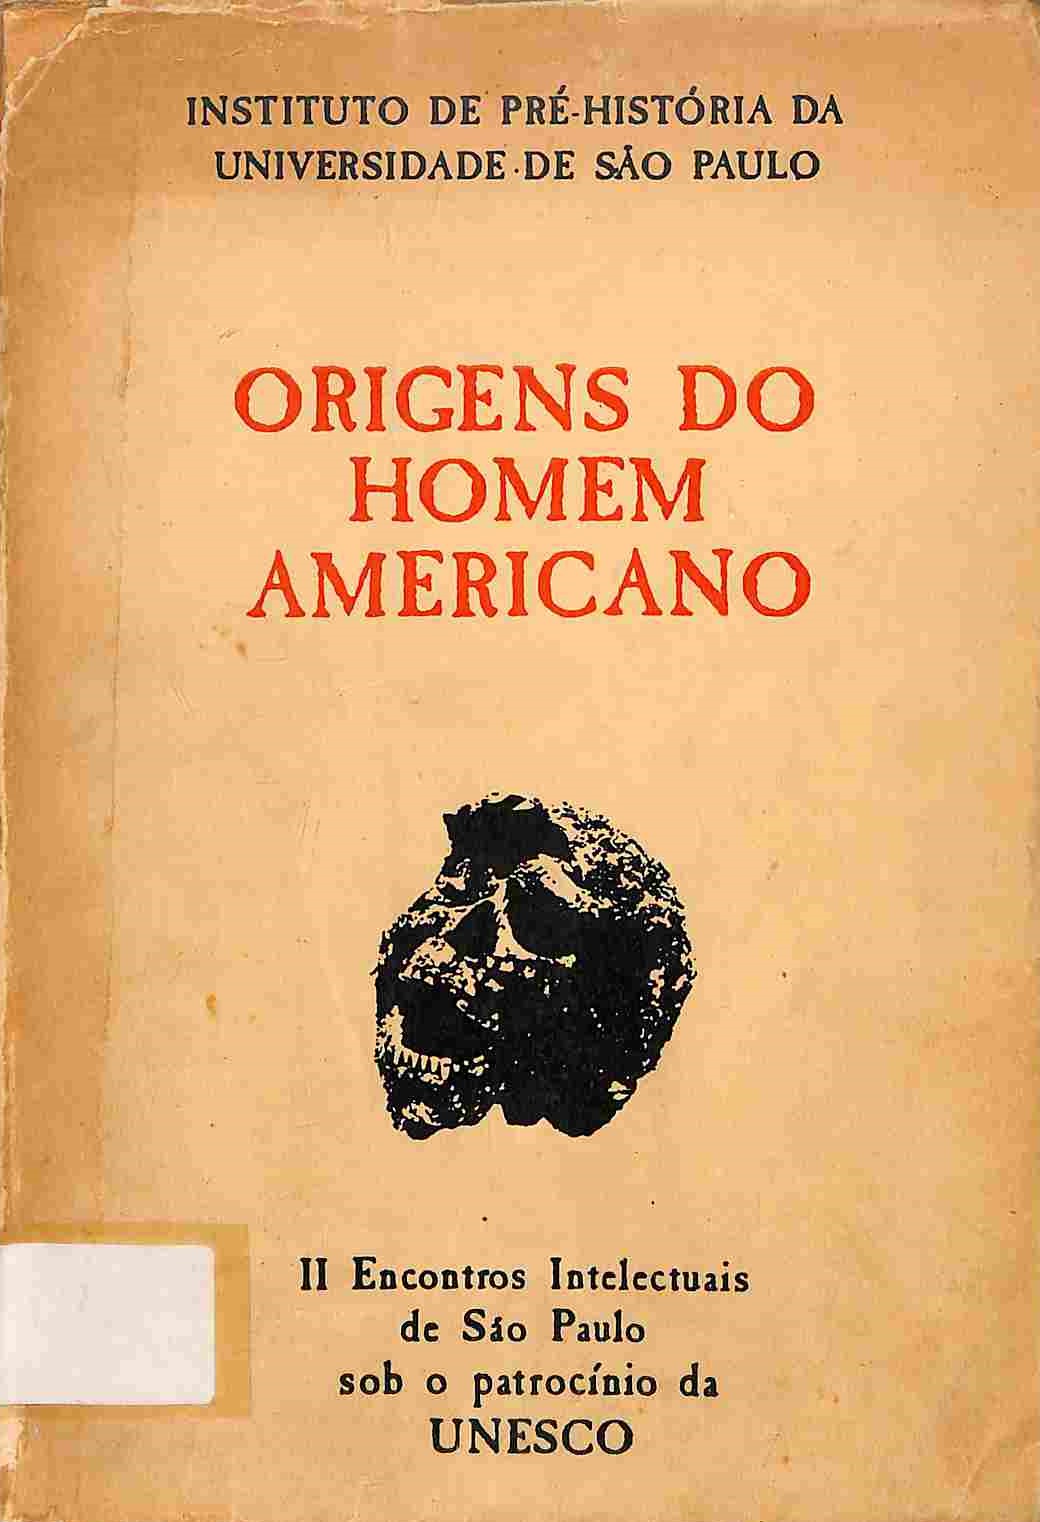 INSTITUTO DE PRÉ-HISTÓRIA DA
UNIVERSIDADE DE SÃO PAULO
ORIGENS DO
HOMEM
AMERICANO
II Encontros Intelectuais
de São Paulo
sob o patrocínio da
UNESCO